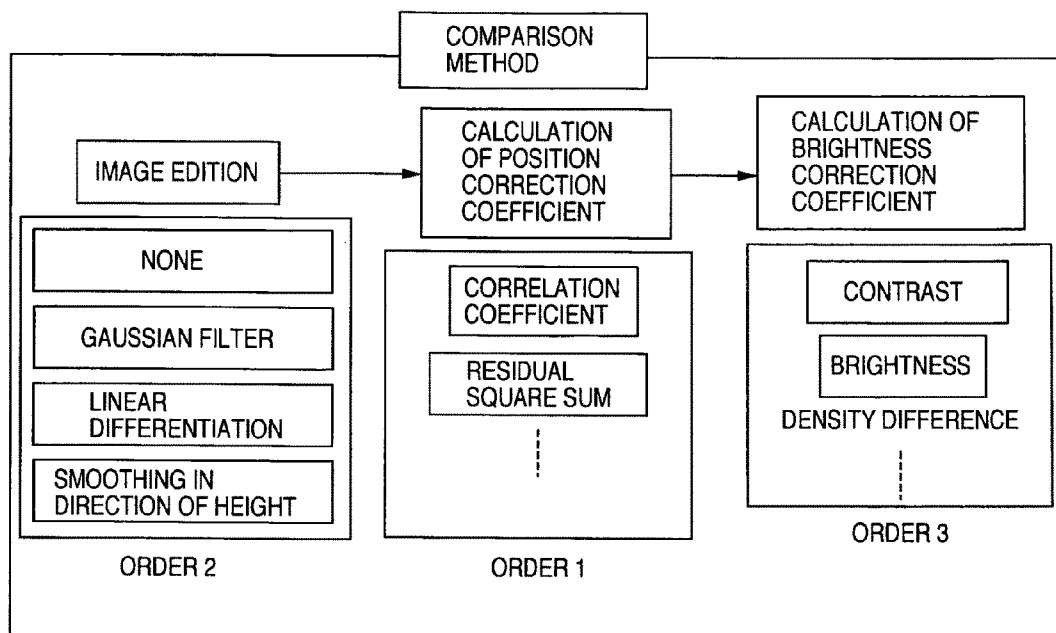 COMPARISON
METHOD
IMAGE EDITION
CALCULATION
OF POSITION
CORRECTION
COEFFICIENT
CALCULATION OF
BRIGHTNESS
CORRECTION
COEFFICIENT
NONE
GAUSSIAN FILTER
LINEAR
DIFFERENTIATION
SMOOTHING IN
DIRECTION OF HEIGHT
ORDER 2
CORRELATION
COEFFICIENT
RESIDUAL
SQUARE SUM
ORDER 1
CONTRAST
BRIGHTNESS
DENSITY DIFFERENCE
ORDER 3